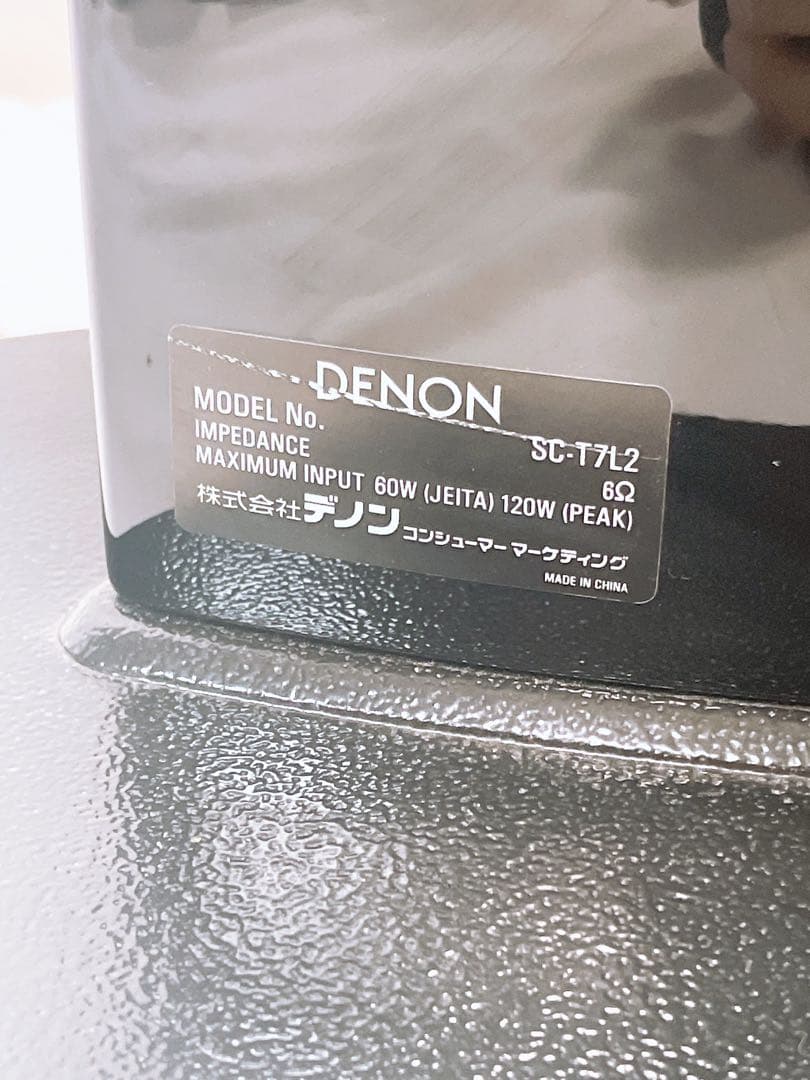 DENON
MODEL No. SC-T7L2
IMPEDANCE 6Ω
MAXIMUM INPUT 60W (JEITA) 120W (PEAK)
株式会社デノン コンシューマー マーケティング
MADE IN CHINA